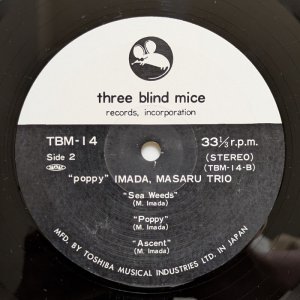 three blind mice
records, incorporation
TBM-14
33⅓ r.p.m.
Side 2
(STEREO)
(TBM-14-B)
"poppy" IMADA, MASARU TRIO
"Sea Weeds"
(M. Imada)
"Poppy"
(M. Imada)
"Ascent"
(M. Imada)
MFD. BY TOSHIBA MUSICAL INDUSTRIES LTD. IN JAPAN